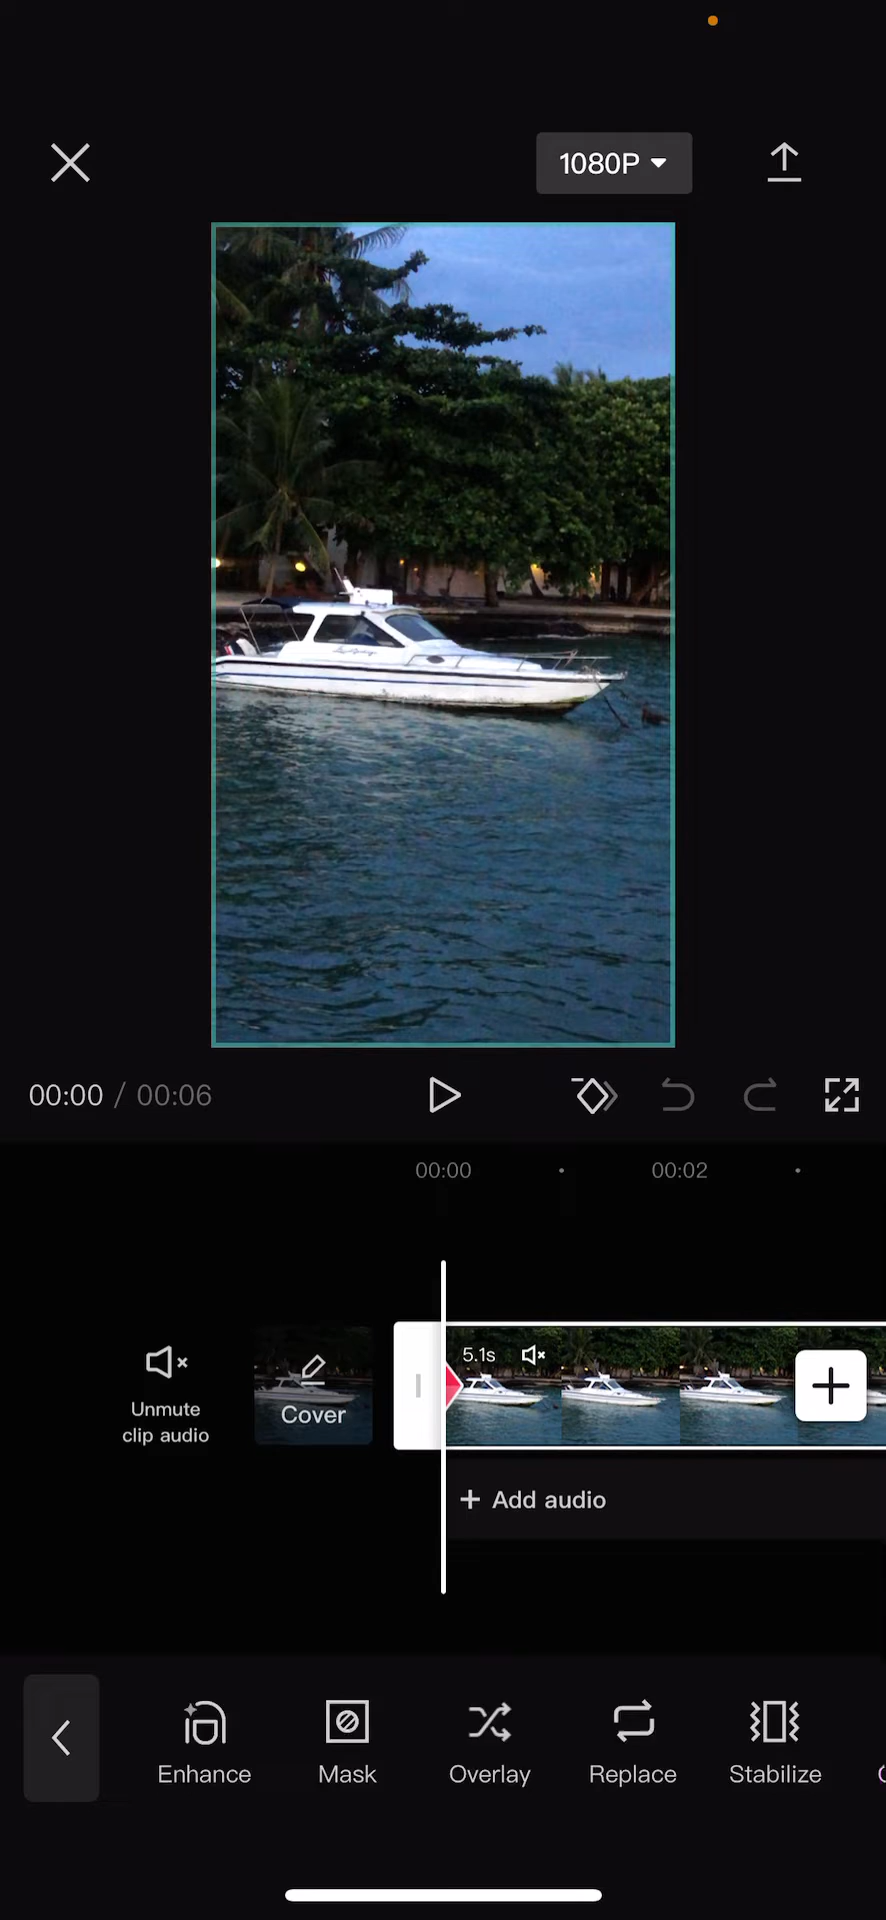 1080P
00:00 / 00:06
00:00
00:02
5.1s
Unmute
clip audio
Cover
+ Add audio
Enhance
Mask
Overlay
Replace
Stabilize